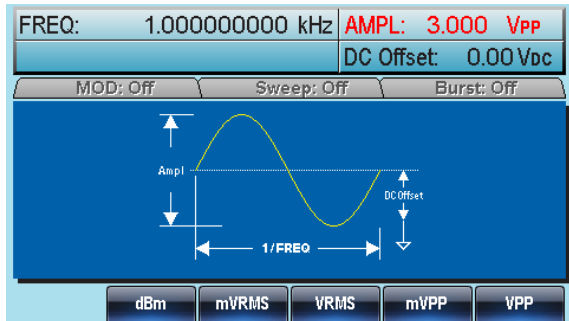 FREQ: 1.000000000 kHz AMPL: 3.000 VPP
DC Offset: 0.00 VDC
MOD: Off Sweep: Off Burst: Off
Ampl
DC Offset
1/FREQ
dBm mVRMS VRMS mVPP VPP